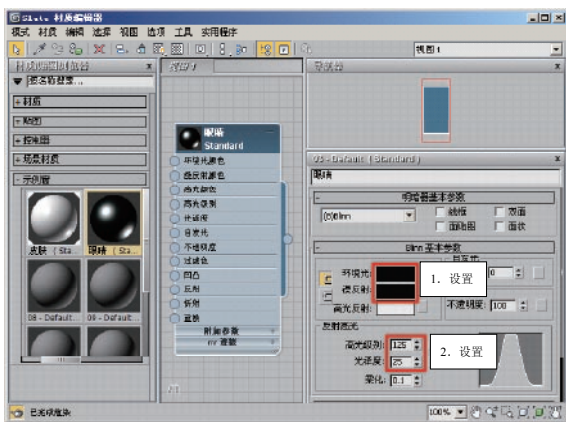 Slate 材质编辑器
模式 材质 编辑 选择 视图 选项 工具 实用程序
视图 1
材质/贴图浏览器
视图 1
导航器
按名称搜索...
+ 材质
+ 贴图
+ 控制器
+ 场景材质
- 示例窗
皮肤 ( Sta...
眼睛 ( Sta...
08 - Default...
09 - Default...
眼睛
Standard
环境光颜色
漫反射颜色
高光颜色
高光级别
光泽度
自发光
不透明度
过滤色
凹凸
反射
折射
置换
附加参数
mr 连接
03 - Default ( Standard )
眼睛
明暗器基本参数
(B)Blinn
线框
双面
面贴图
面状
Blinn 基本参数
自发光
环境光:
漫反射:
高光反射:
0
不透明度: 100
1. 设置
反射高光
高光级别: 125
光泽度: 25
柔化: 0.1
2. 设置
已完成渲染
100%